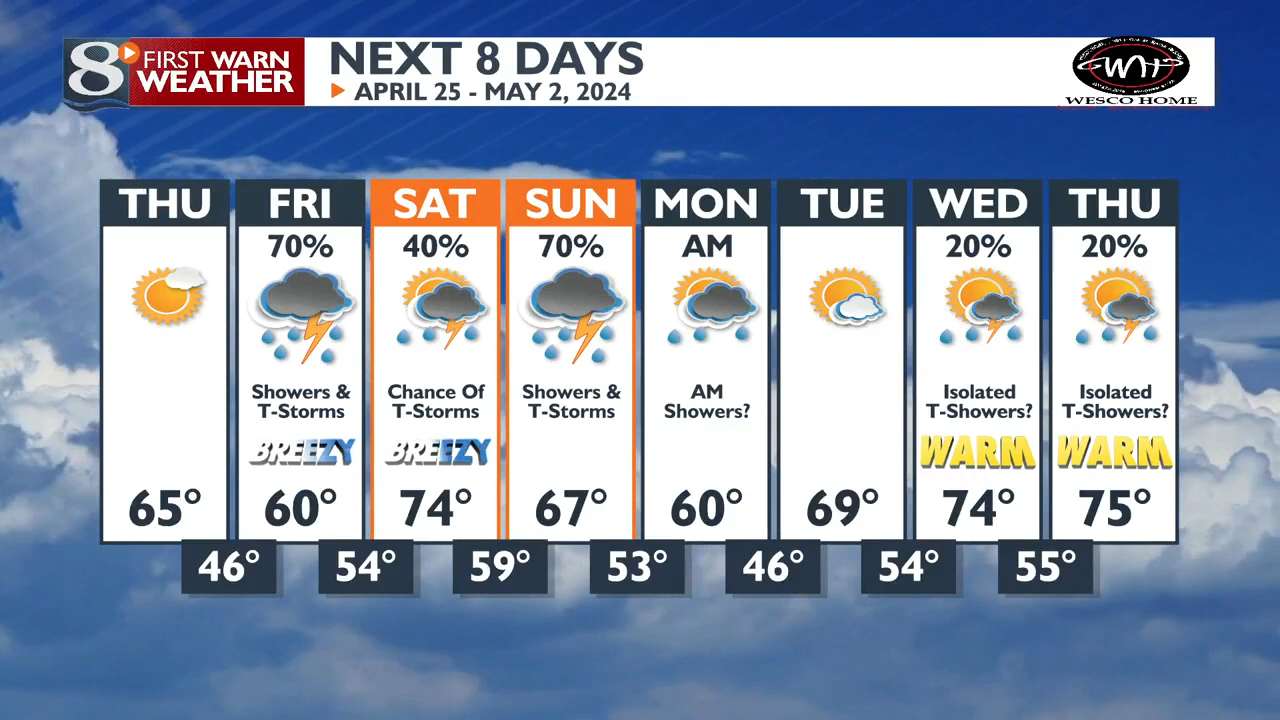 8 FIRST WARN
WEATHER
NEXT 8 DAYS
APRIL 25 - MAY 2, 2024
WH
WESCO HOME
THU FRI SAT SUN MON TUE WED THU
70% 40% 70% AM 20% 20%
Showers & T-Storms
Chance Of T-Storms
Showers & T-Storms
AM Showers?
Isolated T-Showers?
Isolated T-Showers?
BREEZY BREEZY WARM WARM
65° 60° 74° 67° 60° 69° 74° 75°
46° 54° 59° 53° 46° 54° 55°